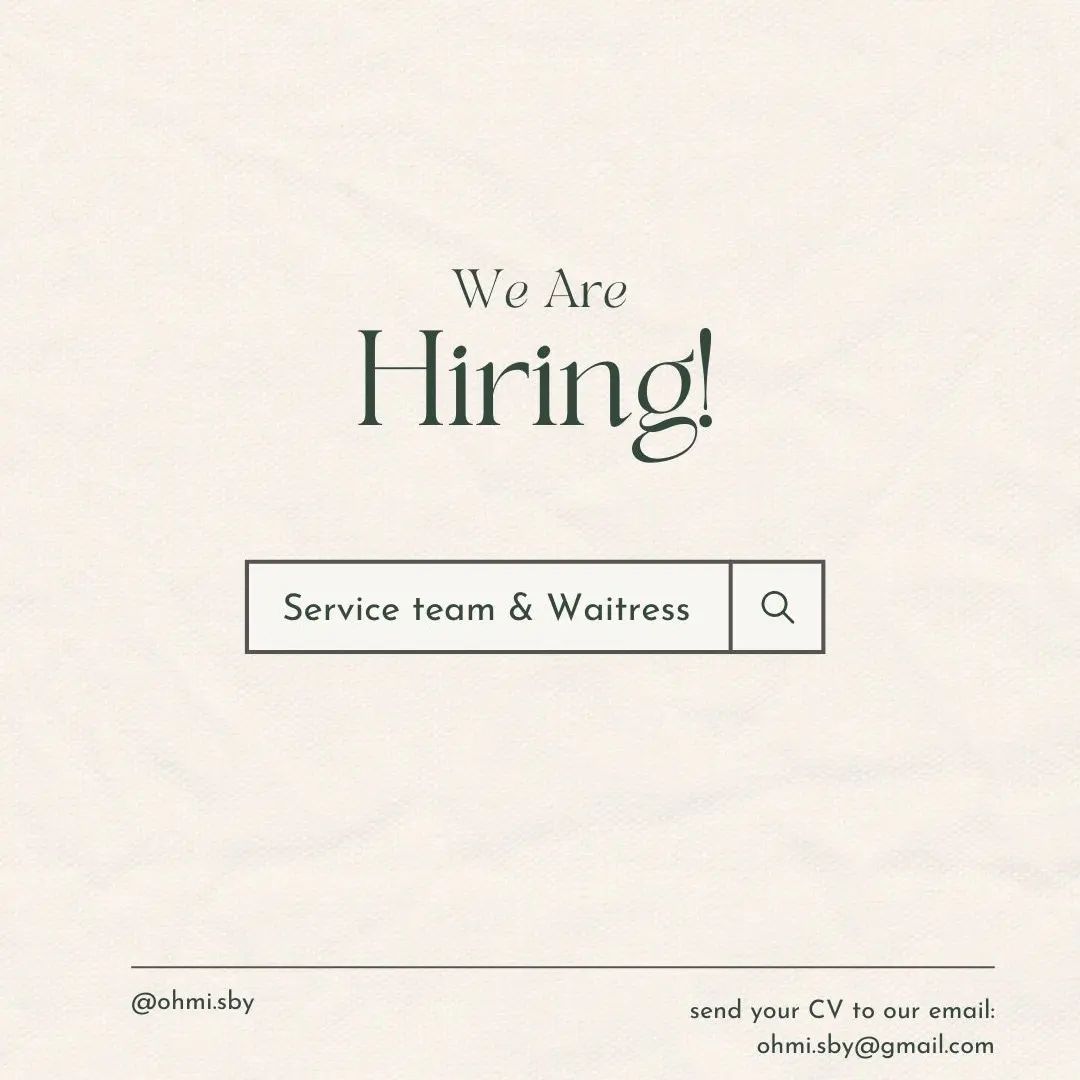 We Are
Hiring!
Service team & Waitress
@ohmi.sby
send your CV to our email:
ohmi.sby@gmail.com